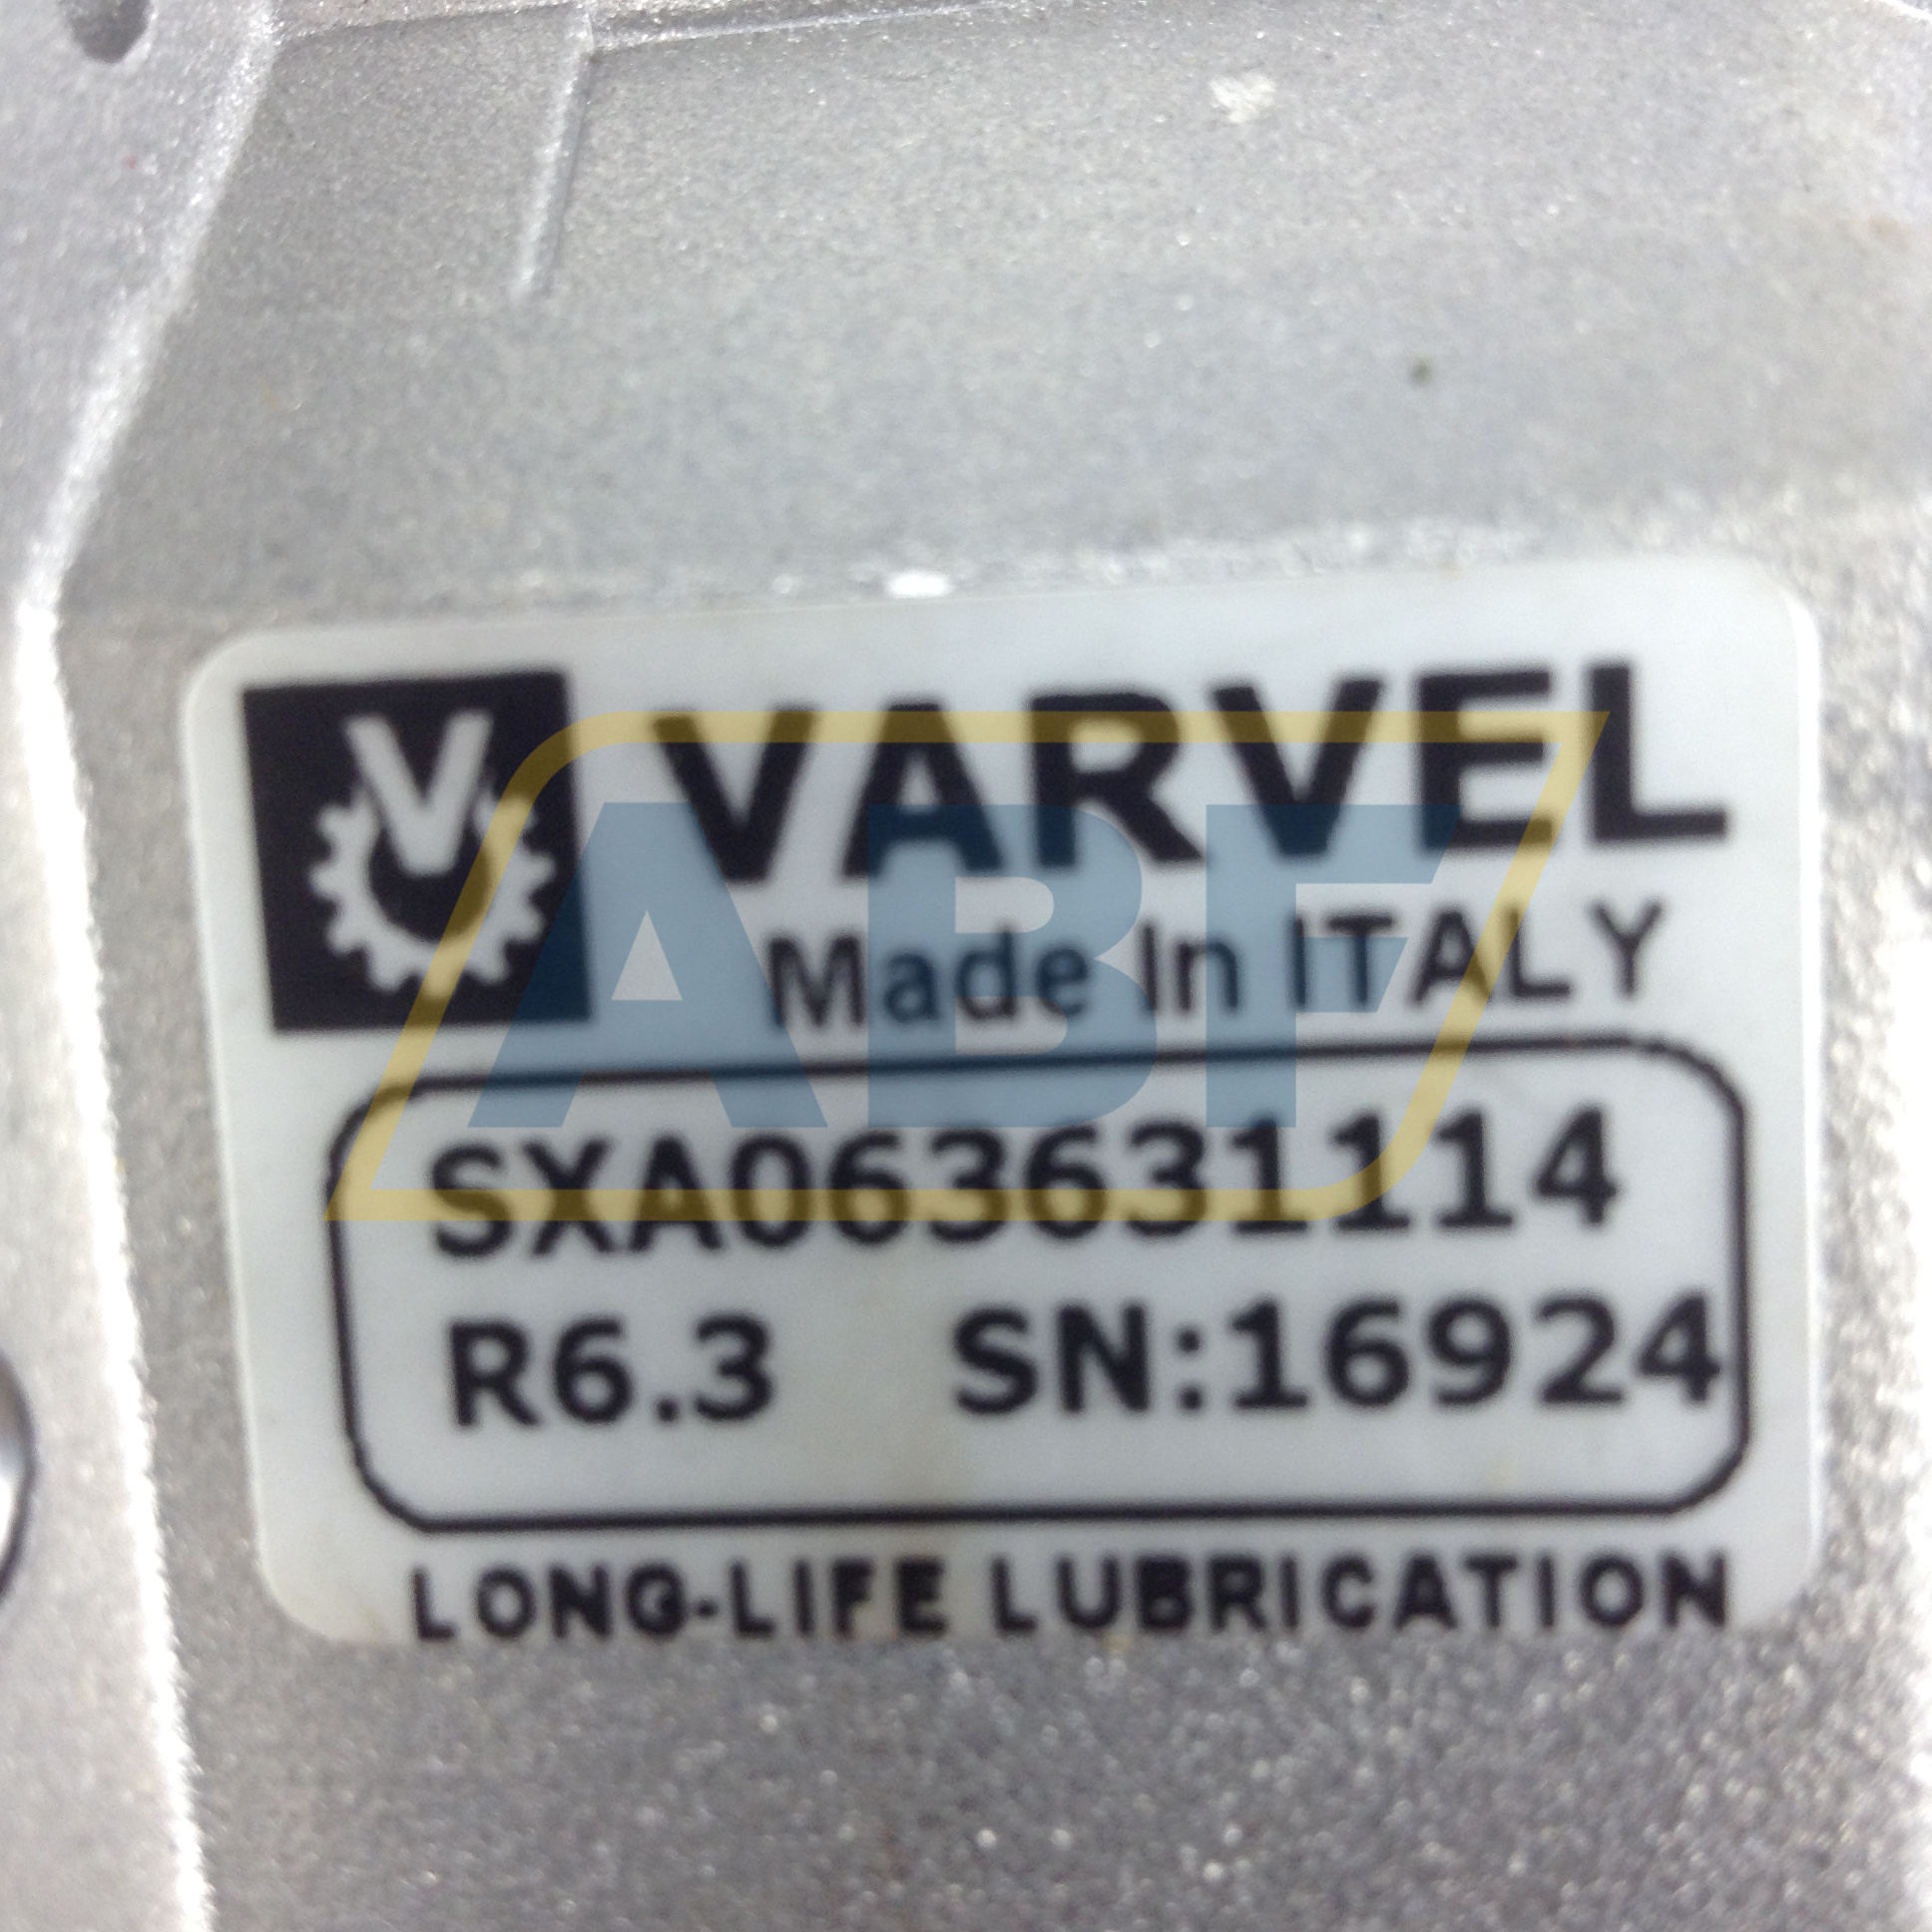 V VARVEL
Made In ITALY
ABF
SXA063631114
R6.3 SN:16924
LONG-LIFE LUBRICATION